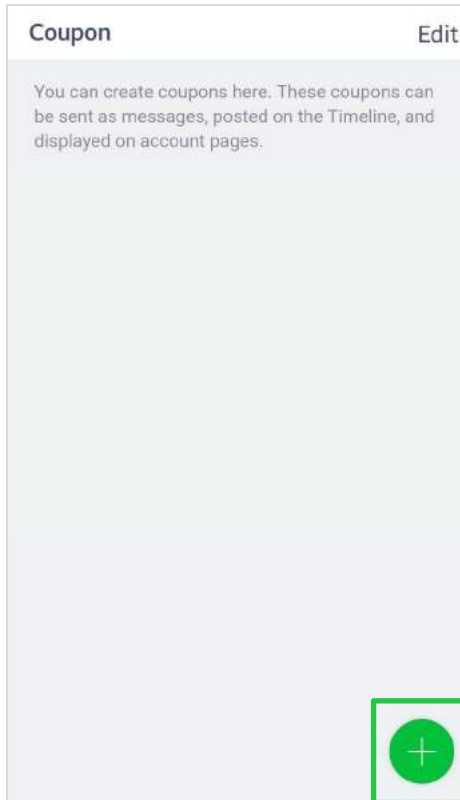 Coupon
Edit
You can create coupons here. These coupons can
be sent as messages, posted on the Timeline, and
displayed on account pages.